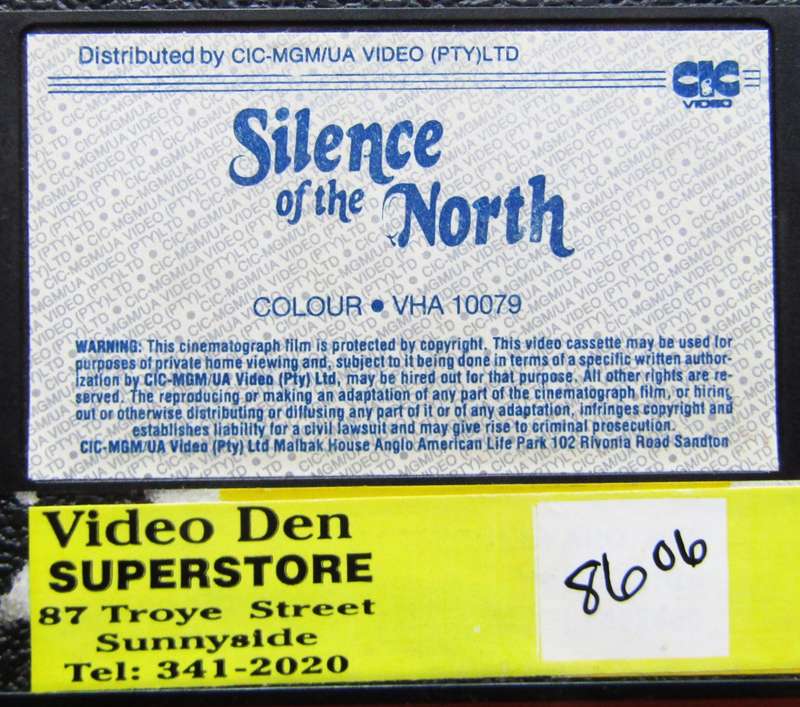 Distributed by CIC-MGM/UA VIDEO (PTY)LTD
CIC
VIDEO
Silence
of the North
COLOUR • VHA 10079
WARNING: This cinematograph film is protected by copyright. This video cassette may be used for
purposes of private home viewing and, subject to it being done in terms of a specific written author-
ization by CIC-MGM/UA Video (Pty) Ltd, may be hired out for that purpose. All other rights are re-
served. The reproducing or making an adaptation of any part of the cinematograph film, or hiring
out or otherwise distributing or diffusing any part of it or of any adaptation, infringes copyright and
establishes liability for a civil lawsuit and may give rise to criminal prosecution.
CIC-MGM/UA Video (Pty) Ltd Malbak House Anglo American Life Park 102 Rivonia Road Sandton
Video Den
SUPERSTORE
87 Troye Street
Sunnyside
Tel: 341-2020
8606